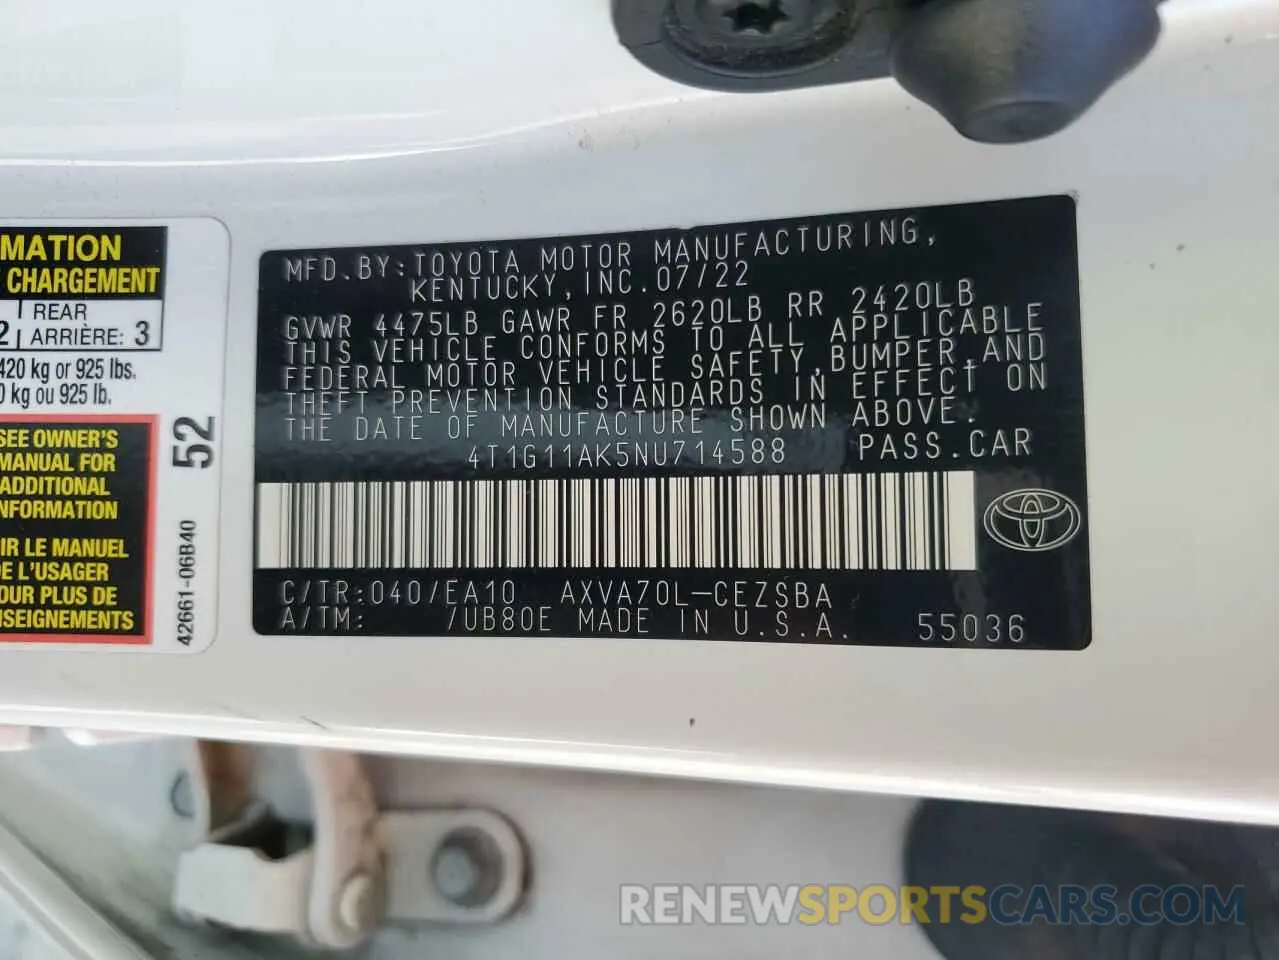 MATION
CHARGEMENT
2 REAR
ARRIÈRE: 3
420 kg or 925 lbs.
0 kg ou 925 lb.
SEE OWNER'S
MANUAL FOR
ADDITIONAL
NFORMATION
IR LE MANUEL
DE L'USAGER
OUR PLUS DE
NSEIGNEMENTS
52
42661-06B40
MFD.BY:TOYOTA MOTOR MANUFACTURING,
KENTUCKY,INC.07/22
GVWR 4475LB GAWR FR 2620LB RR 2420LB
THIS VEHICLE CONFORMS TO ALL APPLICABLE
FEDERAL MOTOR VEHICLE SAFETY,BUMPER,AND
THEFT PREVENTION STANDARDS IN EFFECT ON
THE DATE OF MANUFACTURE SHOWN ABOVE.
4T1G11AK5NU714588 PASS.CAR
C/TR:040/EA10 AXVA70L-CEZSBA
A/TM: /UB80E MADE IN U.S.A. 55036
RENEWSPORTSCARS.COM